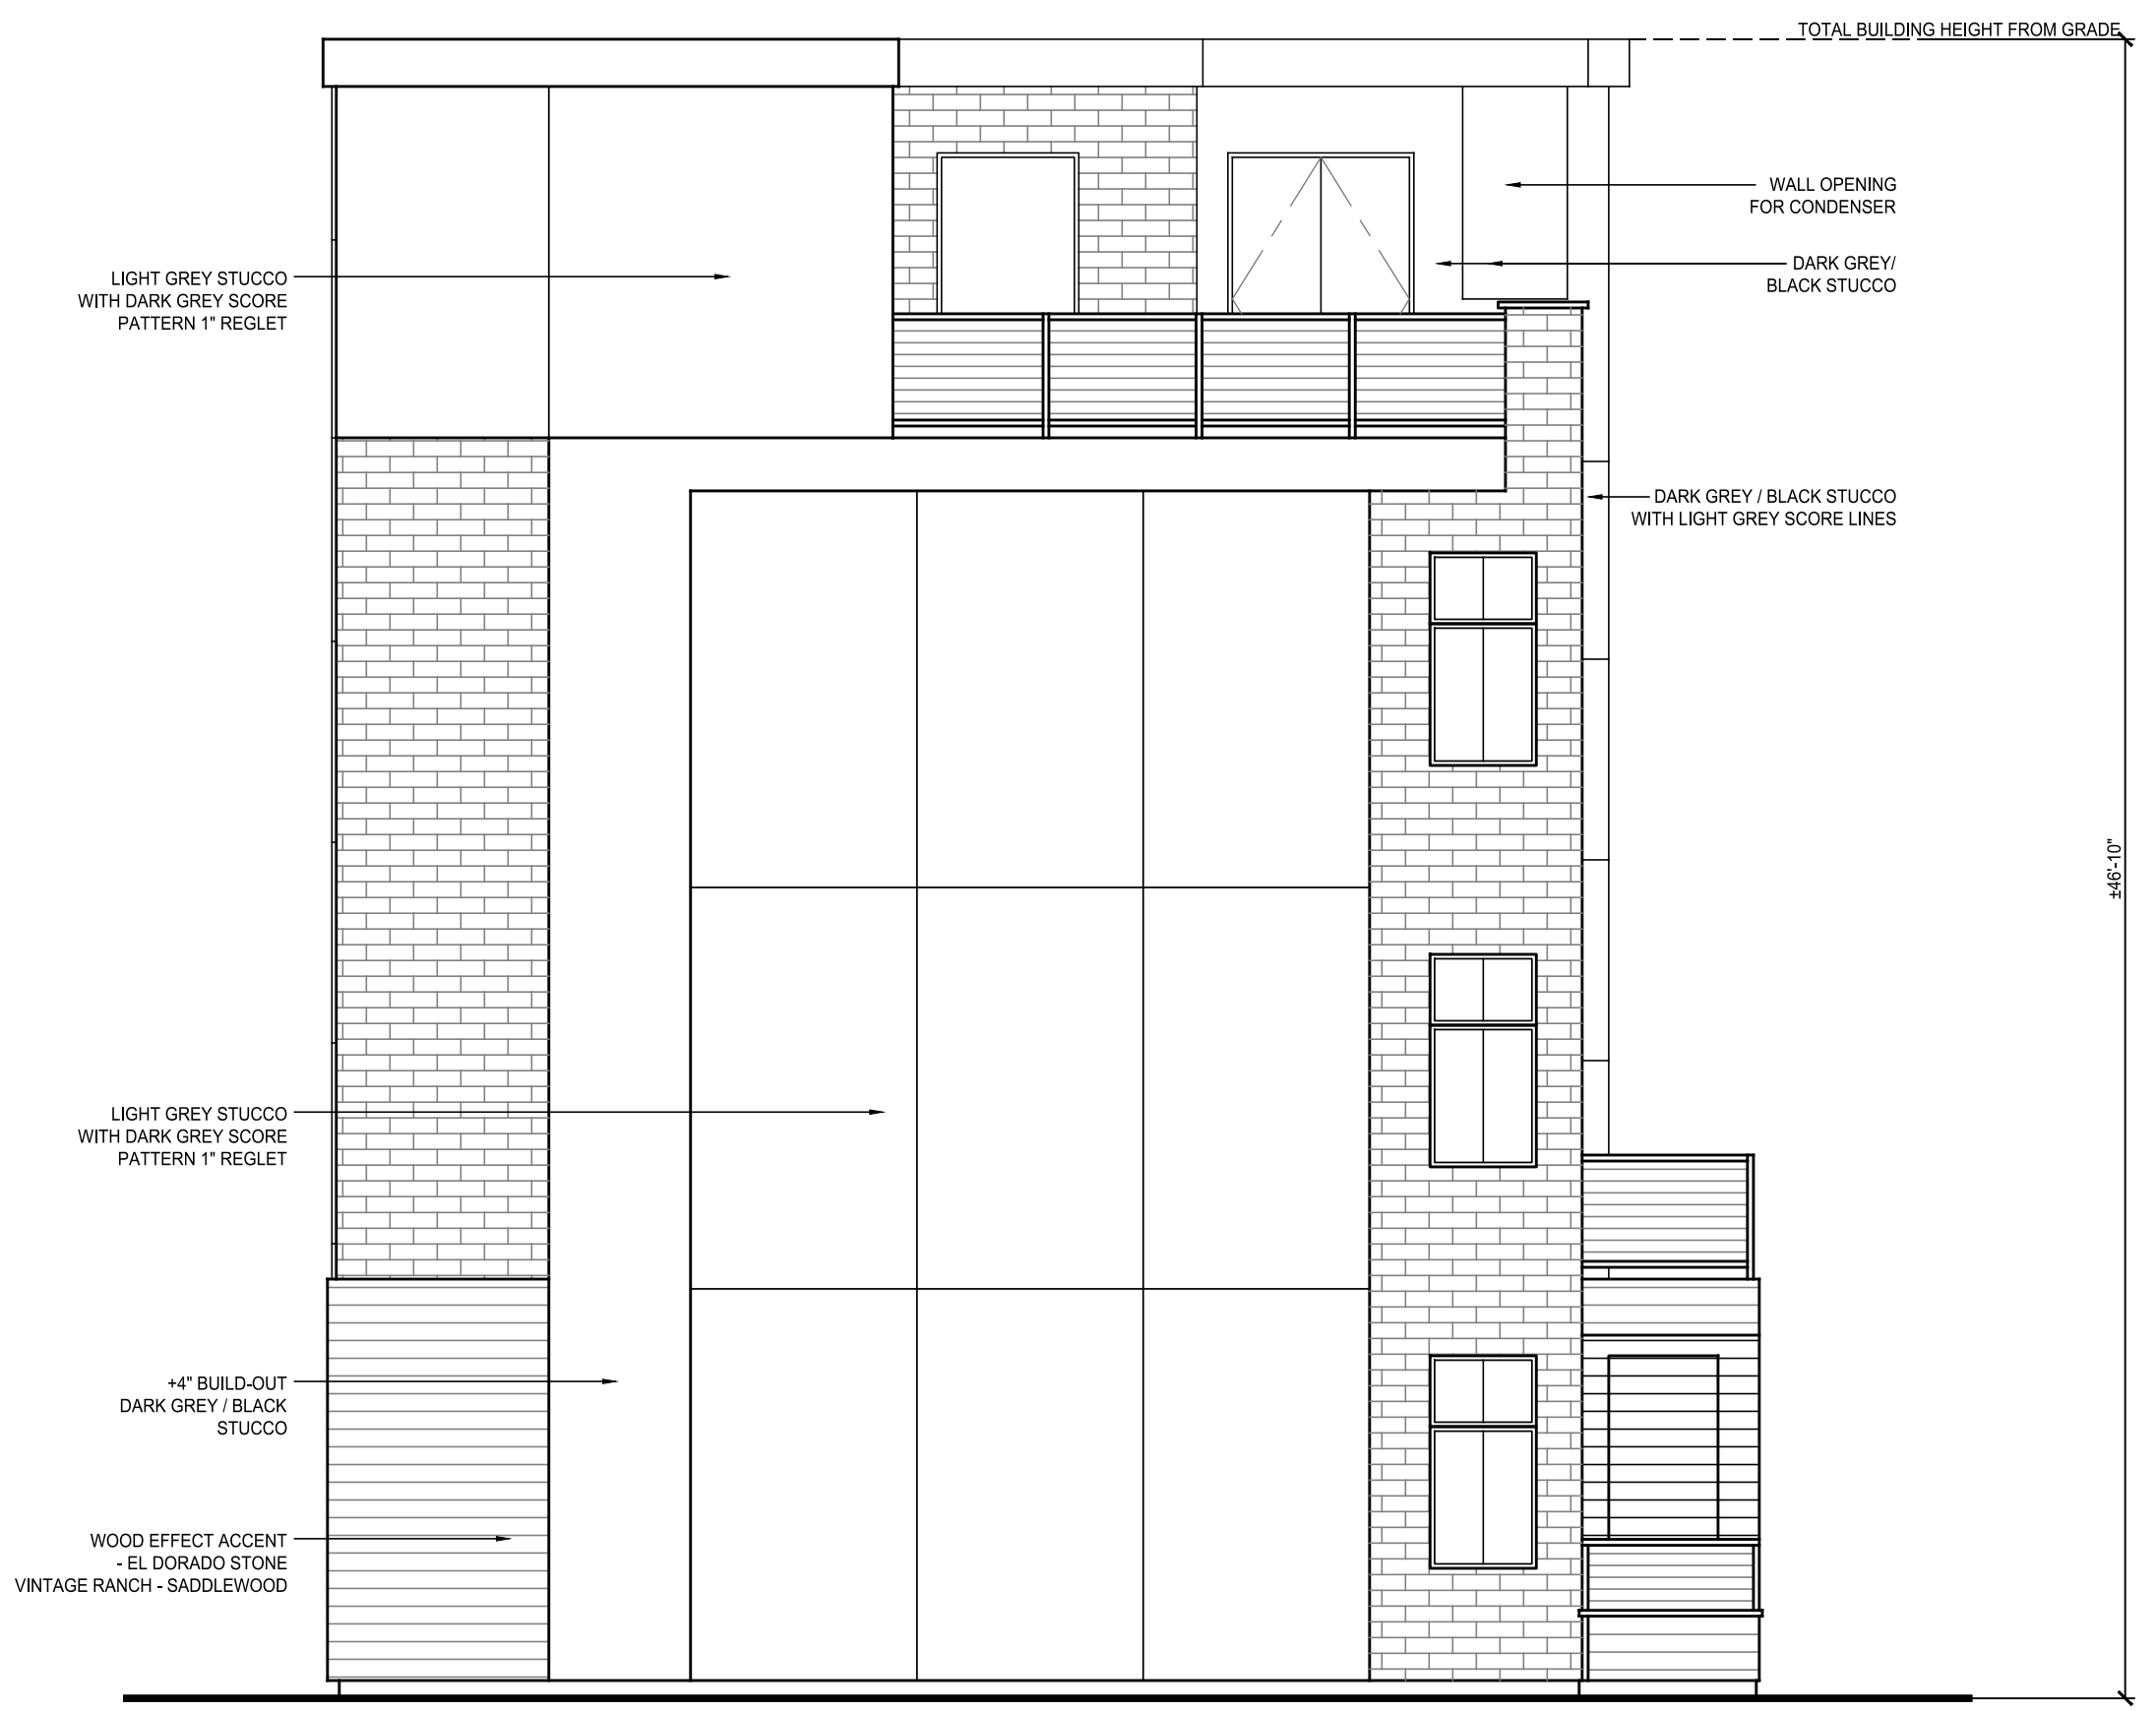 TOTAL BUILDING HEIGHT FROM GRADE
WALL OPENING
FOR CONDENSER
DARK GREY/
BLACK STUCCO
LIGHT GREY STUCCO
WITH DARK GREY SCORE
PATTERN 1" REGLET
DARK GREY / BLACK STUCCO
WITH LIGHT GREY SCORE LINES
±46'-10"
LIGHT GREY STUCCO
WITH DARK GREY SCORE
PATTERN 1" REGLET
+4" BUILD-OUT
DARK GREY / BLACK
STUCCO
WOOD EFFECT ACCENT
- EL DORADO STONE
VINTAGE RANCH - SADDLEWOOD